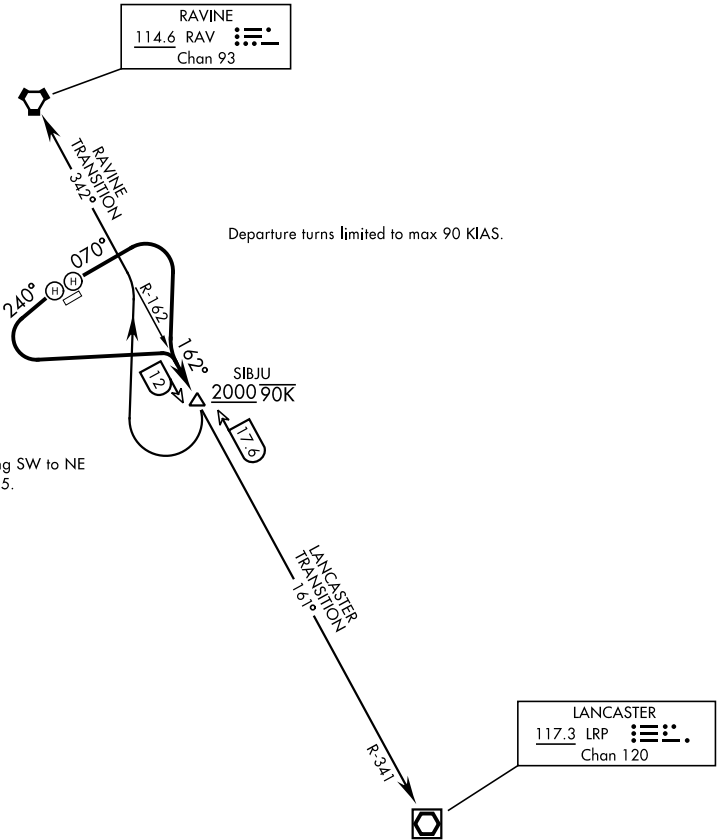 RAVINE
114.6 RAV
Chan 93
RAVINE
TRANSITION
342°
Departure turns limited to max 90 KIAS.
070°
240°
H H
R-162
162°
12
SIBJU
2000 90K
17.6
ng SW to NE
5.
LANCASTER
TRANSITION
161°
R-341
LANCASTER
117.3 LRP
Chan 120